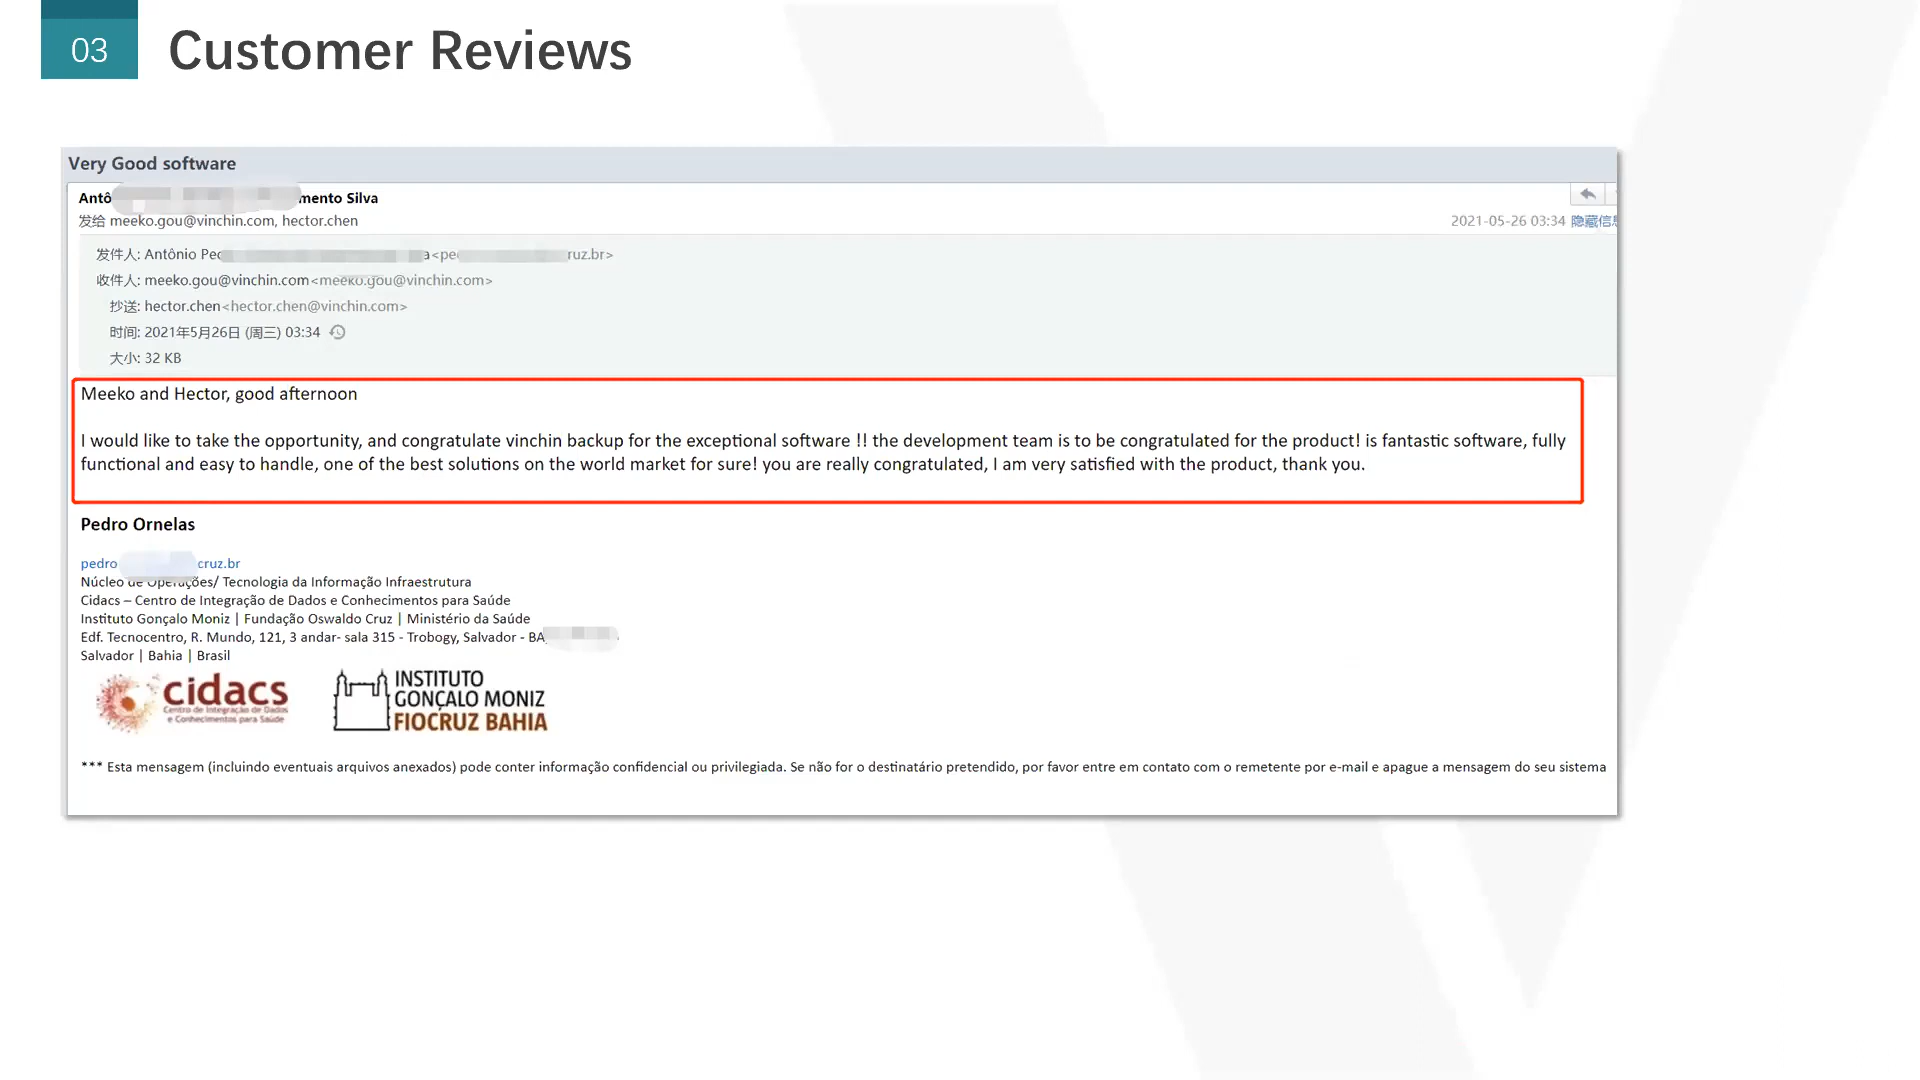 03
Customer Reviews
Very Good software
Antô mento Silva
发给 meeko.gou@vinchin.com, hector.chen
2021-05-26 03:34 隐藏信息
发件人: Antônio Ped a<pe ruz.br>
收件人: meeko.gou@vinchin.com<meeko.gou@vinchin.com>
抄送: hector.chen<hector.chen@vinchin.com>
时间: 2021年5月26日 (周三) 03:34
大小: 32 KB
Meeko and Hector, good afternoon
I would like to take the opportunity, and congratulate vinchin backup for the exceptional software !! the development team is to be congratulated for the product! is fantastic software, fully
functional and easy to handle, one of the best solutions on the world market for sure! you are really congratulated, I am very satisfied with the product, thank you.
Pedro Ornelas
pedro cruz.br
Núcleo de Operações/ Tecnologia da Informação Infraestrutura
Cidacs – Centro de Integração de Dados e Conhecimentos para Saúde
Instituto Gonçalo Moniz | Fundação Oswaldo Cruz | Ministério da Saúde
Edf. Tecnocentro, R. Mundo, 121, 3 andar- sala 315 - Trobogy, Salvador - BA,
Salvador | Bahia | Brasil
cidacs
Centro de Integração de Dados
e Conhecimentos para Saúde
INSTITUTO
GONÇALO MONIZ
FIOCRUZ BAHIA
*** Esta mensagem (incluindo eventuais arquivos anexados) pode conter informação confidencial ou privilegiada. Se não for o destinatário pretendido, por favor entre em contato com o remetente por e-mail e apague a mensagem do seu sistema